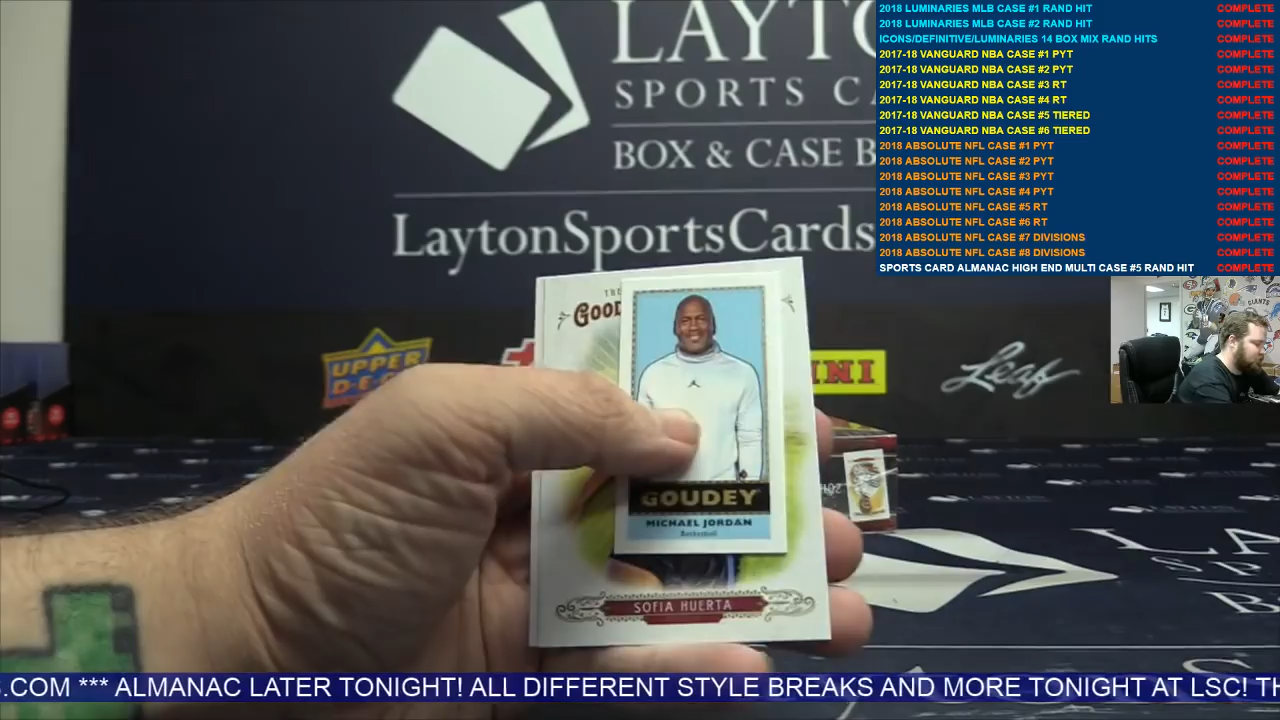 LAYTO
SPORTS CA
BOX & CASE B
LaytonSportsCards
2018 LUMINARIES MLB CASE #1 RAND HIT COMPLETE
2018 LUMINARIES MLB CASE #2 RAND HIT COMPLETE
ICONS/DEFINITIVE/LUMINARIES 14 BOX MIX RAND HITS COMPLETE
2017-18 VANGUARD NBA CASE #1 PYT COMPLETE
2017-18 VANGUARD NBA CASE #2 PYT COMPLETE
2017-18 VANGUARD NBA CASE #3 RT COMPLETE
2017-18 VANGUARD NBA CASE #4 RT COMPLETE
2017-18 VANGUARD NBA CASE #5 TIERED COMPLETE
2017-18 VANGUARD NBA CASE #6 TIERED COMPLETE
2018 ABSOLUTE NFL CASE #1 PYT COMPLETE
2018 ABSOLUTE NFL CASE #2 PYT COMPLETE
2018 ABSOLUTE NFL CASE #3 PYT COMPLETE
2018 ABSOLUTE NFL CASE #4 PYT COMPLETE
2018 ABSOLUTE NFL CASE #5 RT COMPLETE
2018 ABSOLUTE NFL CASE #6 RT COMPLETE
2018 ABSOLUTE NFL CASE #7 DIVISIONS COMPLETE
2018 ABSOLUTE NFL CASE #8 DIVISIONS COMPLETE
SPORTS CARD ALMANAC HIGH END MULTI CASE #5 RAND HIT COMPLETE
GIANTS
GOOD
UPPER
D-EC
NINI
Leaf
GOUDEY
MICHAEL JORDAN
Basketball
SOFIA HUERTA
LA
SP
B
S.COM *** ALMANAC LATER TONIGHT! ALL DIFFERENT STYLE BREAKS AND MORE TONIGHT AT LSC! TH